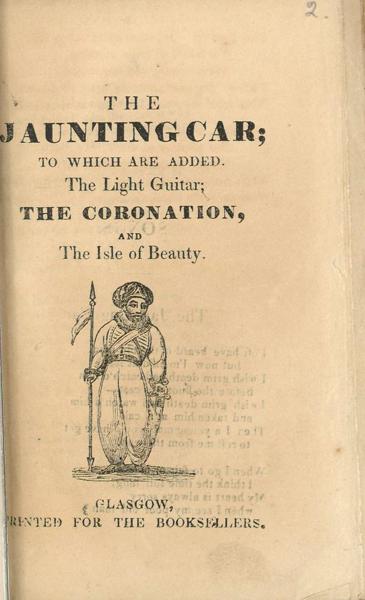 2.
THE
JAUNTING CAR;
TO WHICH ARE ADDED.
The Light Guitar;
THE CORONATION,
AND
The Isle of Beauty.
GLASGOW,
PRINTED FOR THE BOOKSELLERS.